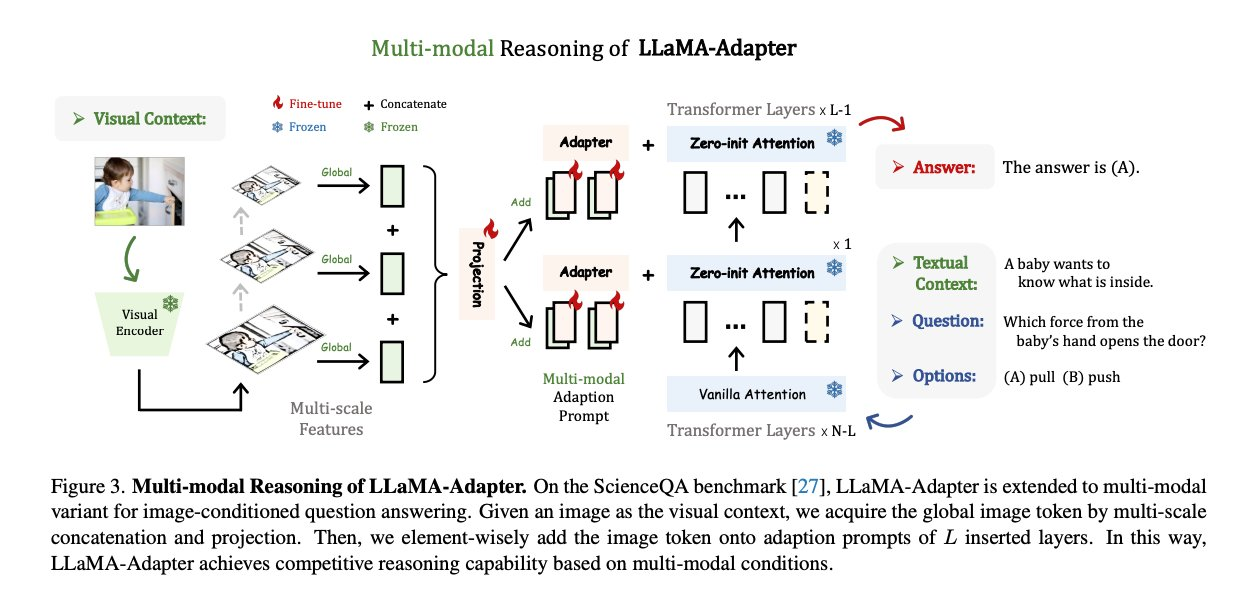 Multi-modal Reasoning of LLaMA-Adapter
➢ Visual Context:
Fine-tune
+ Concatenate
Frozen
Frozen
Visual
Encoder
Global
+
Global
+
Global
Multi-scale
Features
Projection
Add
Add
Adapter
+
Adapter
+
Multi-modal
Adaption
Prompt
Transformer Layers x L-1
Zero-init Attention
...
x 1
Zero-init Attention
...
Vanilla Attention
Transformer Layers x N-L
➢ Answer: The answer is (A).
➢ Textual Context: A baby wants to
know what is inside.
➢ Question: Which force from the
baby's hand opens the door?
➢ Options: (A) pull (B) push
Figure 3. Multi-modal Reasoning of LLaMA-Adapter. On the ScienceQA benchmark [27], LLaMA-Adapter is extended to multi-modal
variant for image-conditioned question answering. Given an image as the visual context, we acquire the global image token by multi-scale
concatenation and projection. Then, we element-wisely add the image token onto adaption prompts of L inserted layers. In this way,
LLaMA-Adapter achieves competitive reasoning capability based on multi-modal conditions.